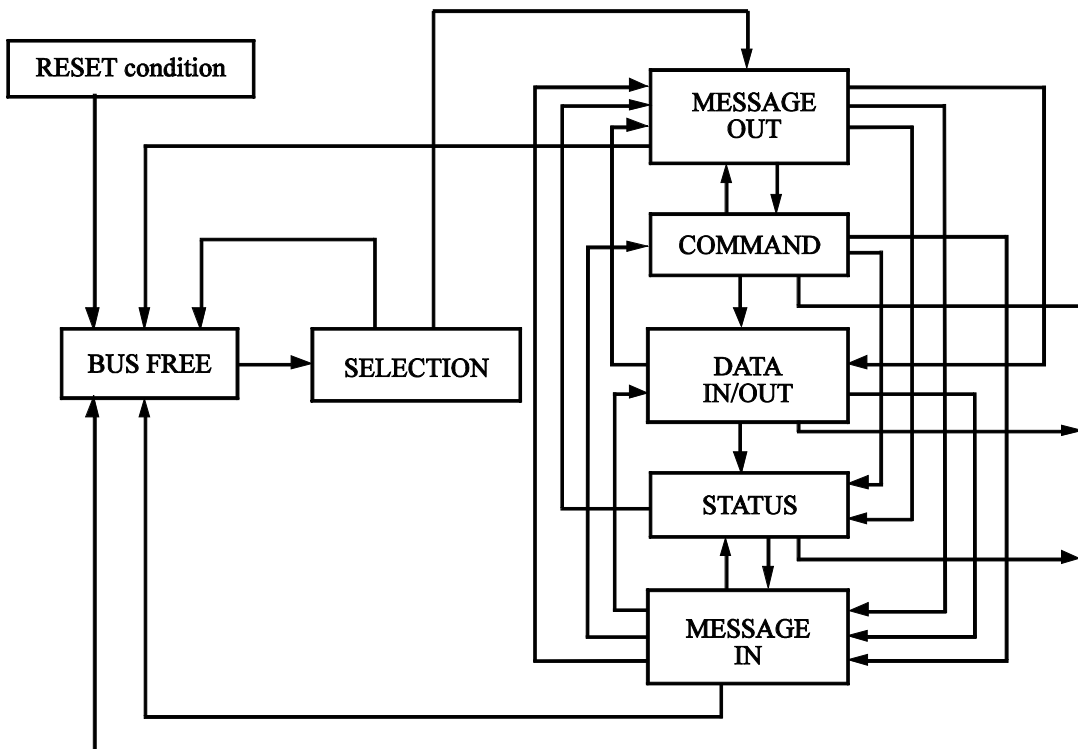 RESET condition
MESSAGE
OUT
COMMAND
BUS FREE
SELECTION
DATA
IN/OUT
STATUS
MESSAGE
IN